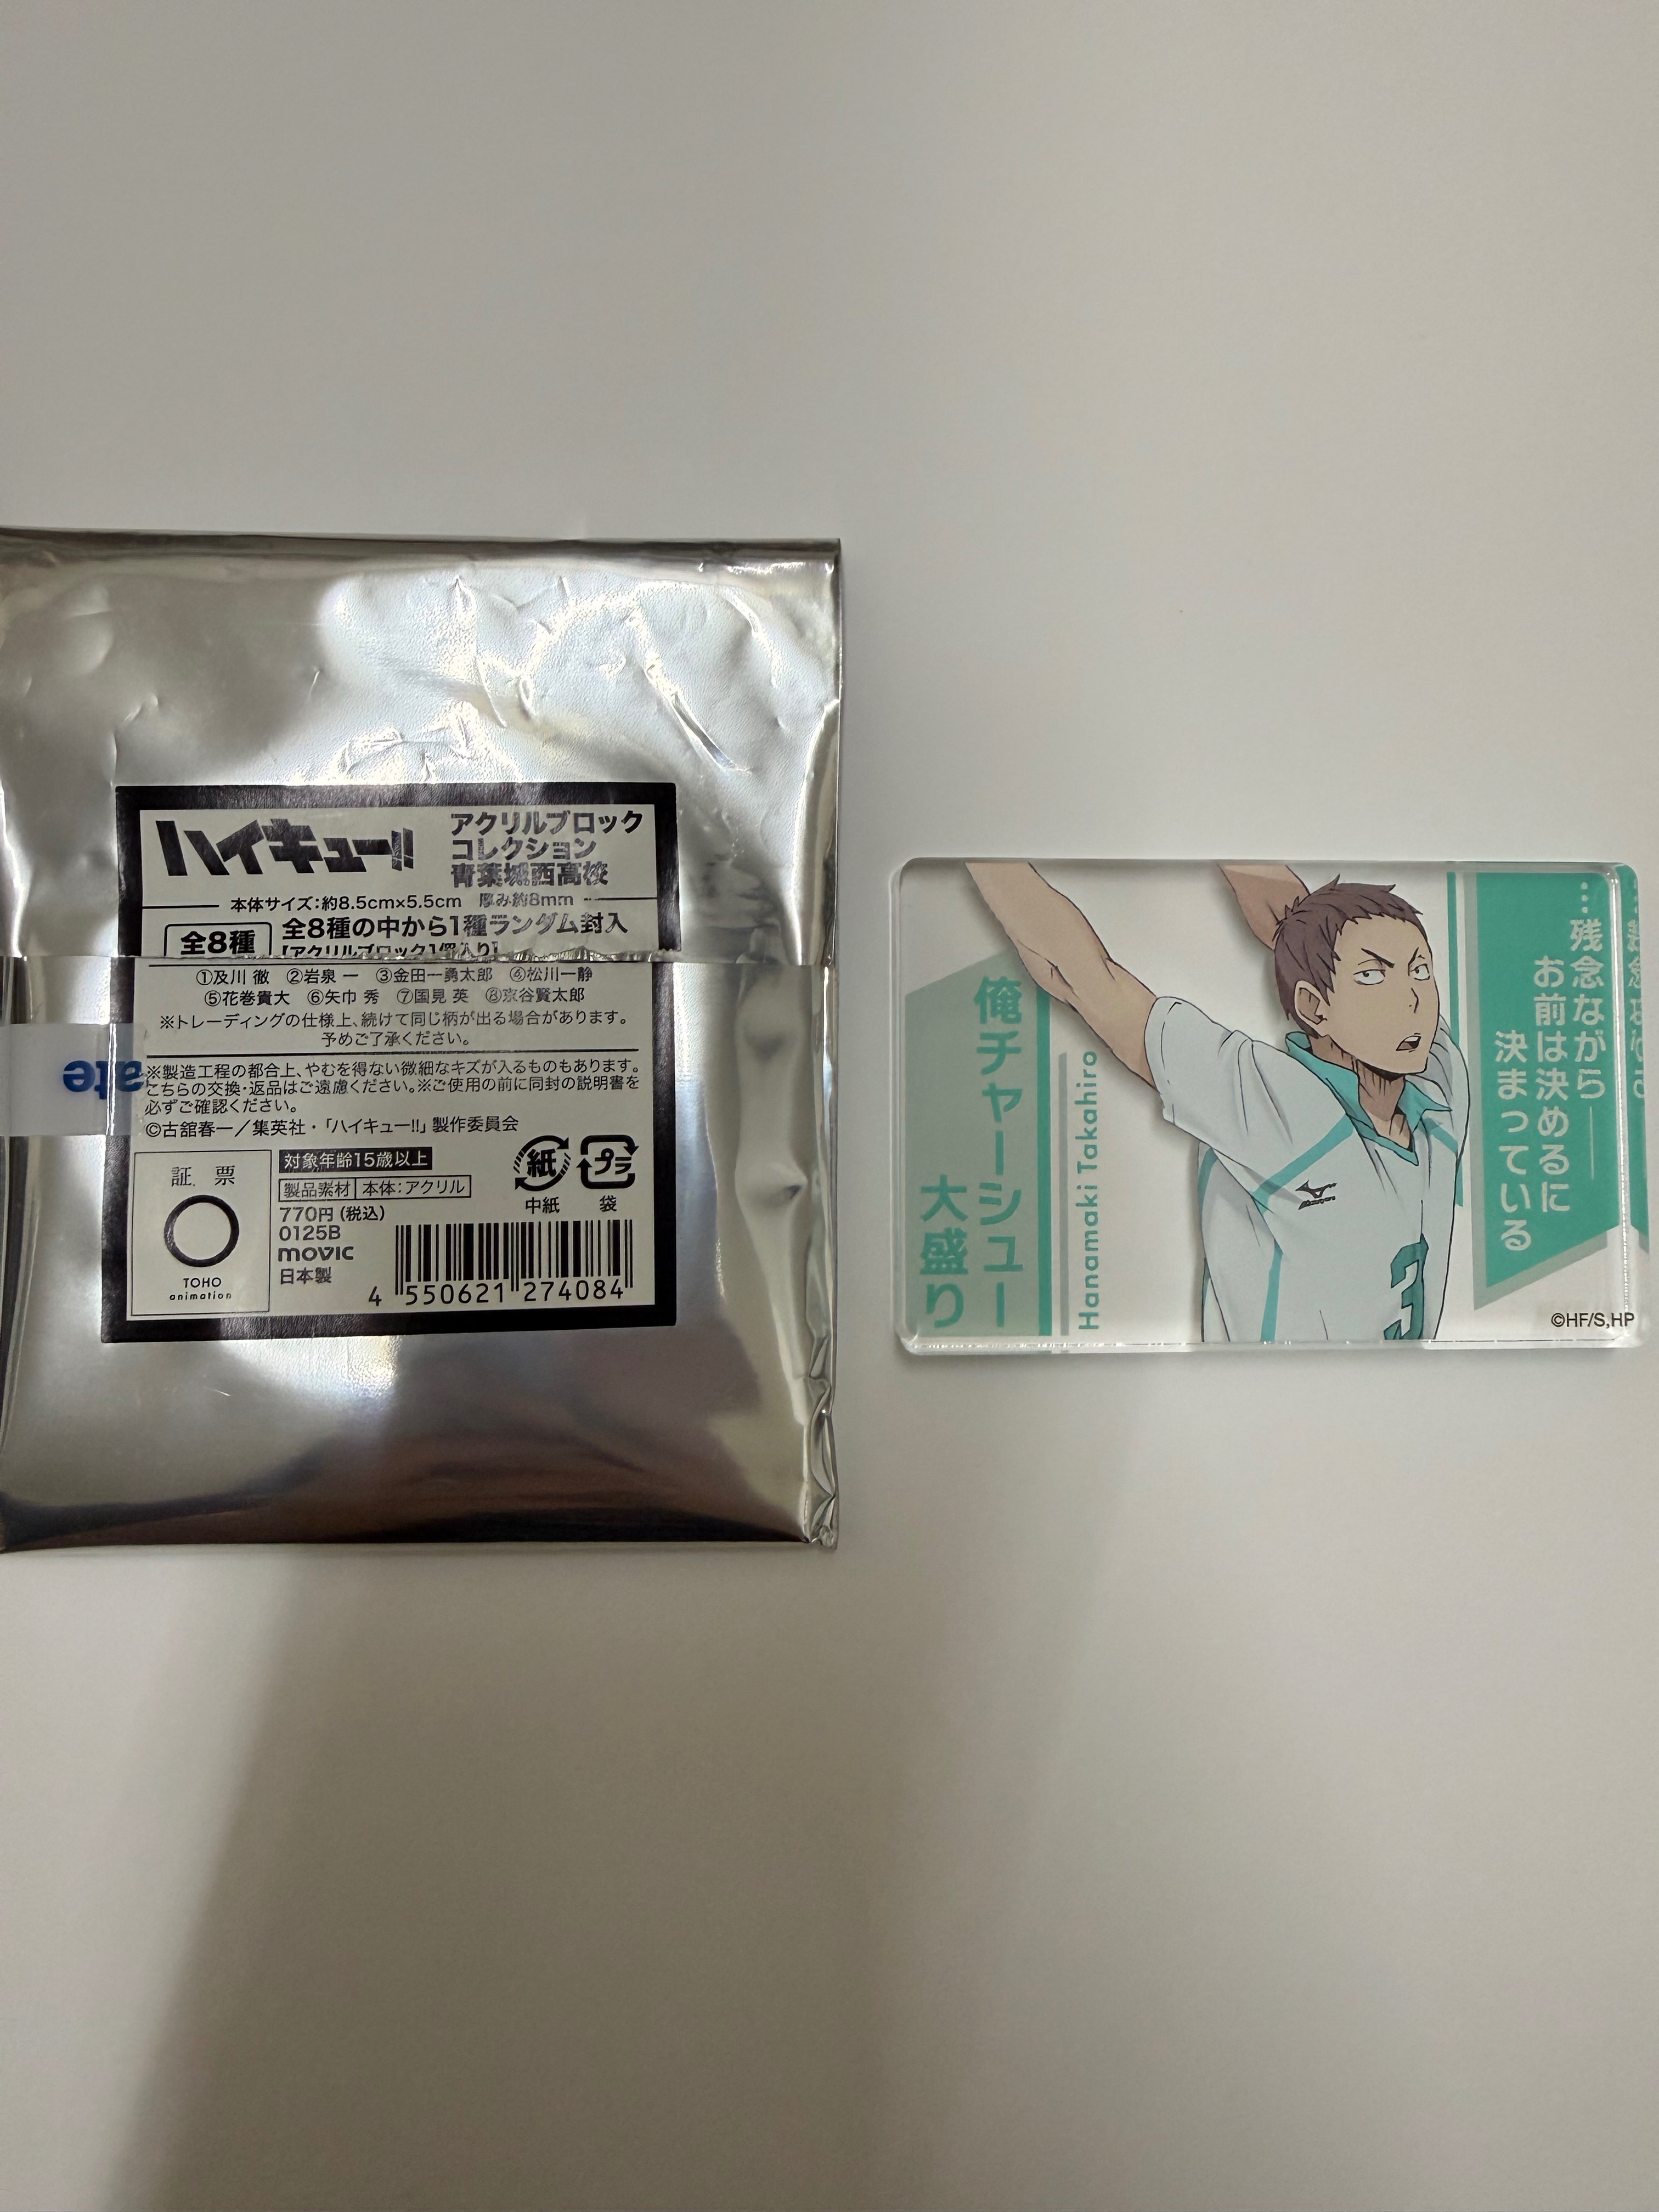 ハイキュー!!
アクリルブロック
コレクション
青葉城西高校
本体サイズ：約8.5cm×5.5cm　厚み約8mm
全8種
全8種の中から1種ランダム封入
【アクリルブロック1個入り】
①及川 徹　②岩泉 一　③金田一勇太郎　④松川一静
⑤花巻貴大　⑥矢巾 秀　⑦国見 英　⑧京谷賢太郎
※トレーディングの仕様上、続けて同じ柄が出る場合があります。
予めご了承ください。
※製造工程の都合上、やむを得ない微細なキズが入るものもあります。
こちらの交換・返品はご遠慮ください。※ご使用の前に同封の説明書を
必ずご確認ください。
©古舘春一／集英社・「ハイキュー!!」製作委員会
証 票
TOHO
animation
対象年齢15歳以上
製品素材 本体：アクリル
770円（税込）
0125B
movic
日本製
紙
中紙
プラ
袋
4 550621 274084
ate
…残念ながら――
お前は決めるに
決まっている
俺チャーシュー
大盛り
Hanamaki Takahiro
3
©HF/S,HP